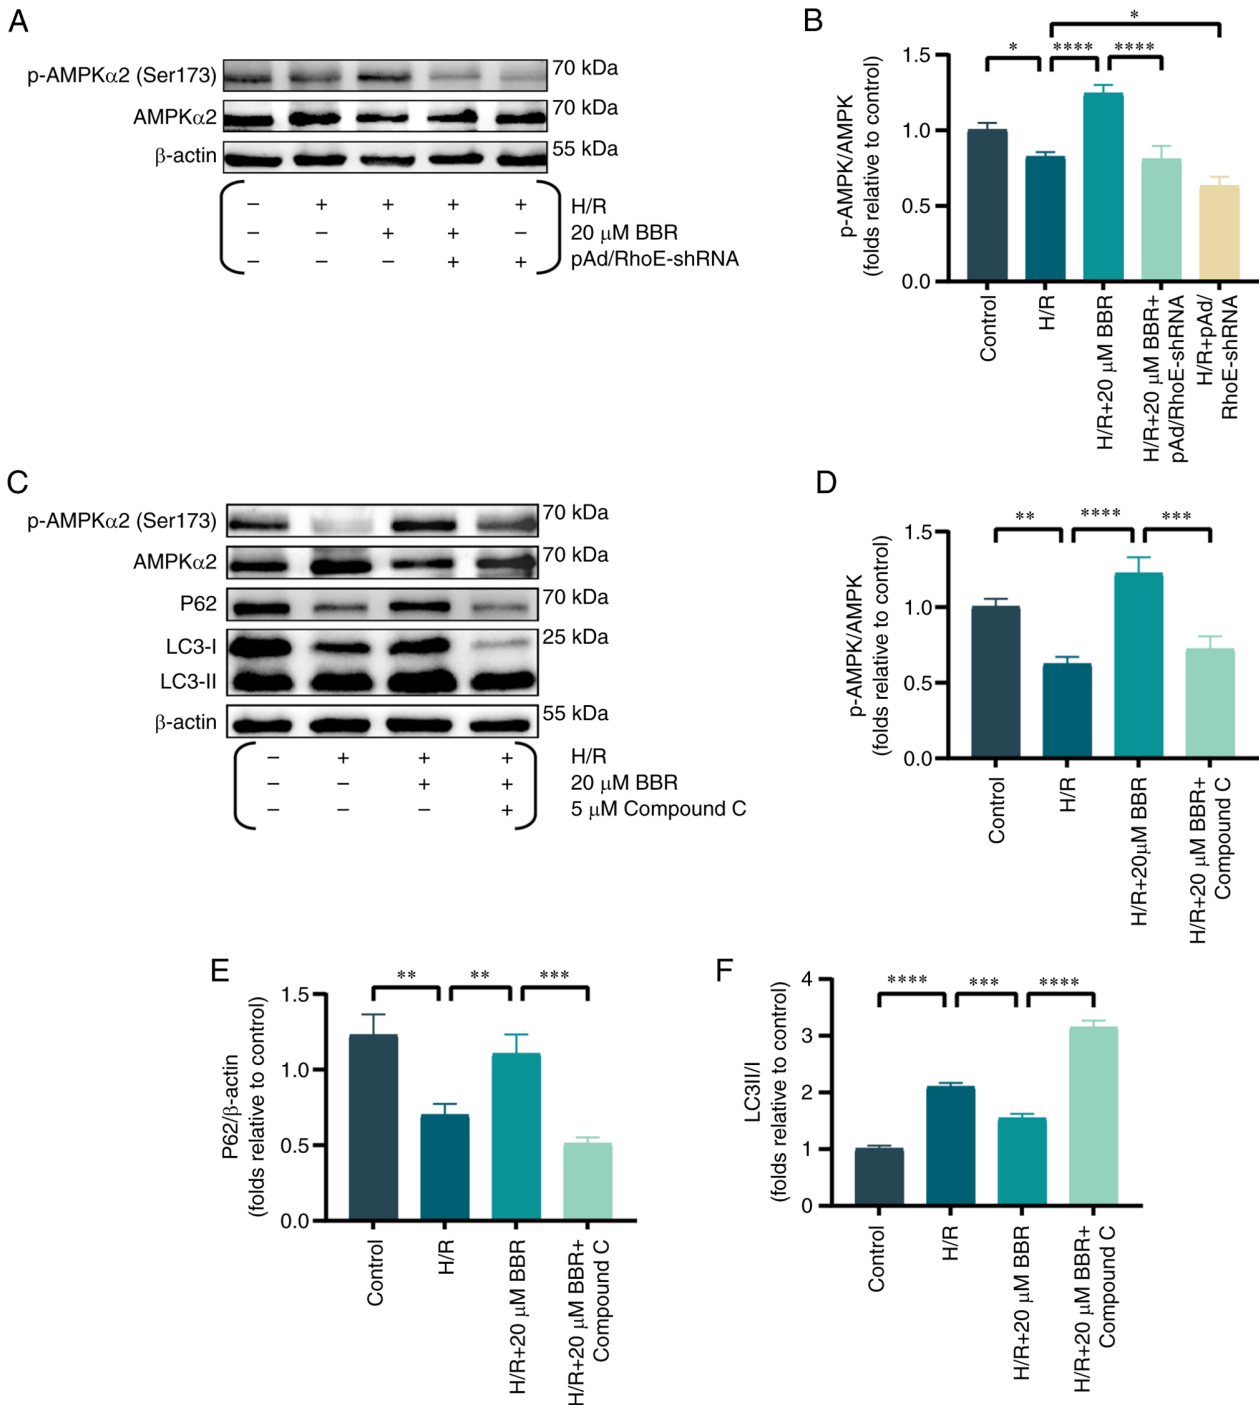 A
p-AMPKα2 (Ser173)
70 kDa
AMPKα2
70 kDa
β-actin
55 kDa
– + + + + H/R
– – + + – 20 μM BBR
– – – + + pAd/RhoE-shRNA
B
*
* **** ****
p-AMPK/AMPK
(folds relative to control)
1.5
1.0
0.5
0.0
Control
H/R
H/R+20 μM BBR
H/R+20 μM BBR+
pAd/RhoE-shRNA
H/R+pAd/
RhoE-shRNA
C
p-AMPKα2 (Ser173)
70 kDa
AMPKα2
70 kDa
P62
70 kDa
LC3-I
25 kDa
LC3-II
β-actin
55 kDa
– + + + H/R
– – + + 20 μM BBR
– – – + 5 μM Compound C
D
** **** ***
p-AMPK/AMPK
(folds relative to control)
1.5
1.0
0.5
0.0
Control
H/R
H/R+20μM BBR
H/R+20 μM BBR+
Compound C
E
** ** ***
P62/β-actin
(folds relative to control)
1.5
1.0
0.5
0.0
Control
H/R
H/R+20 μM BBR
H/R+20 μM BBR+
Compound C
F
**** *** ****
LC3II/I
(folds relative to control)
4
3
2
1
0
Control
H/R
H/R+20 μM BBR
H/R+20 μM BBR+
Compound C